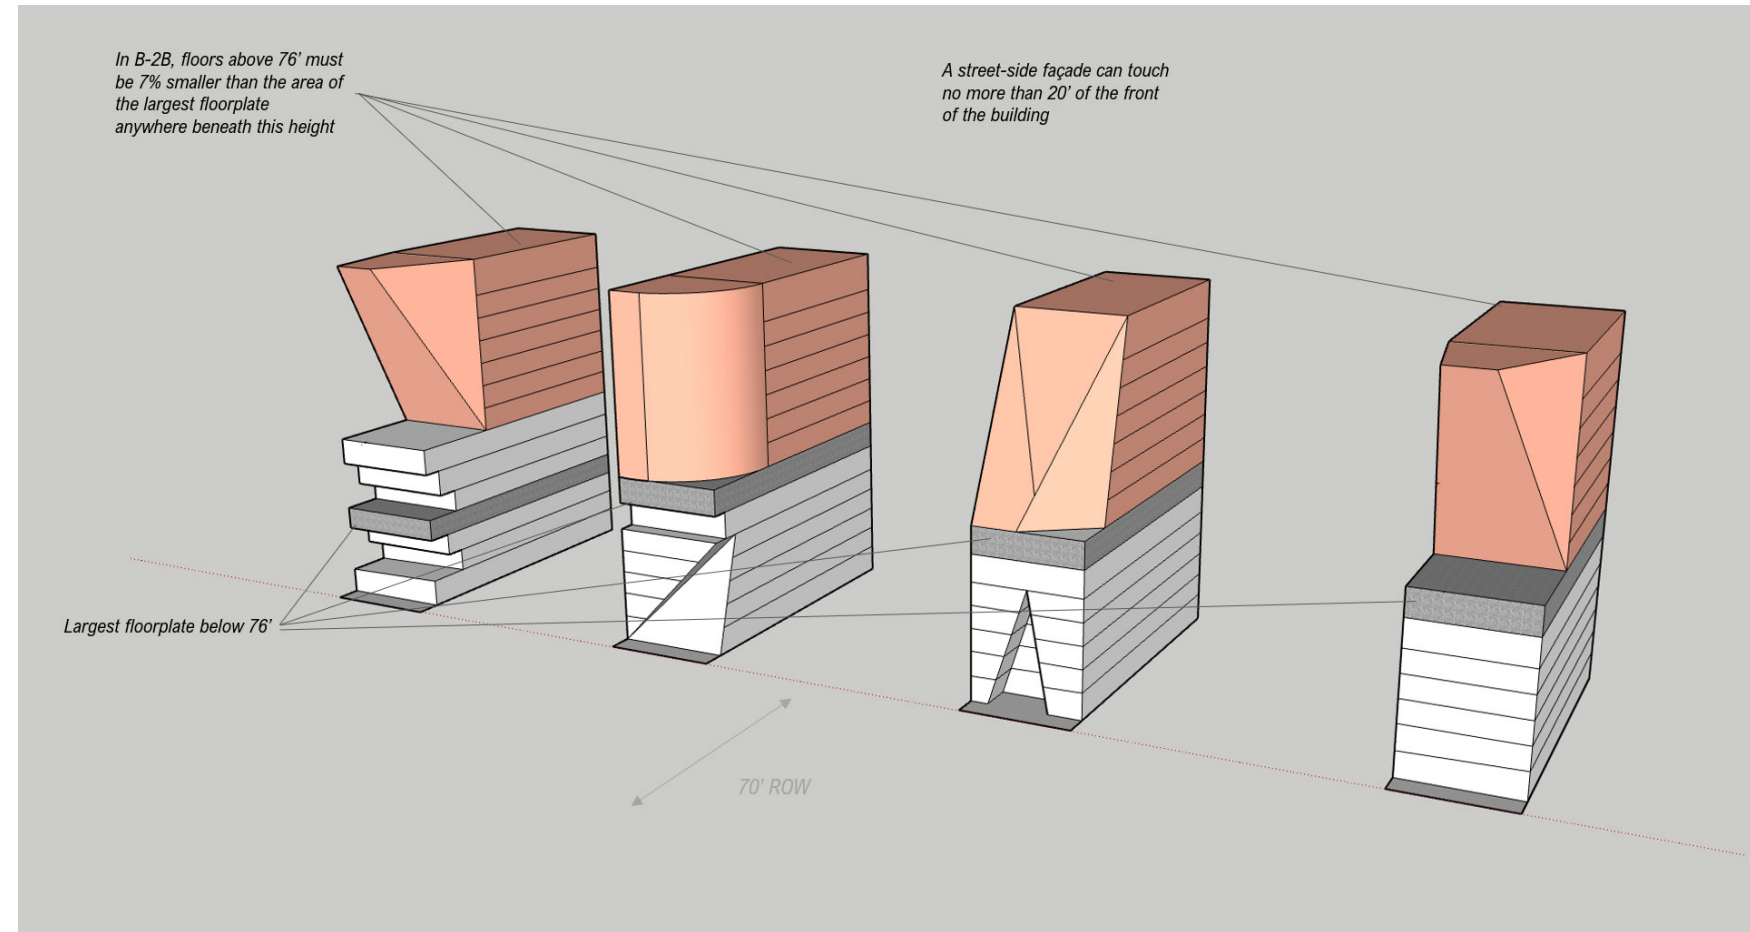 In B-2B, floors above 76’ must
be 7% smaller than the area of
the largest floorplate
anywhere beneath this height
A street-side façade can touch
no more than 20’ of the front
of the building
Largest floorplate below 76’
70’ ROW